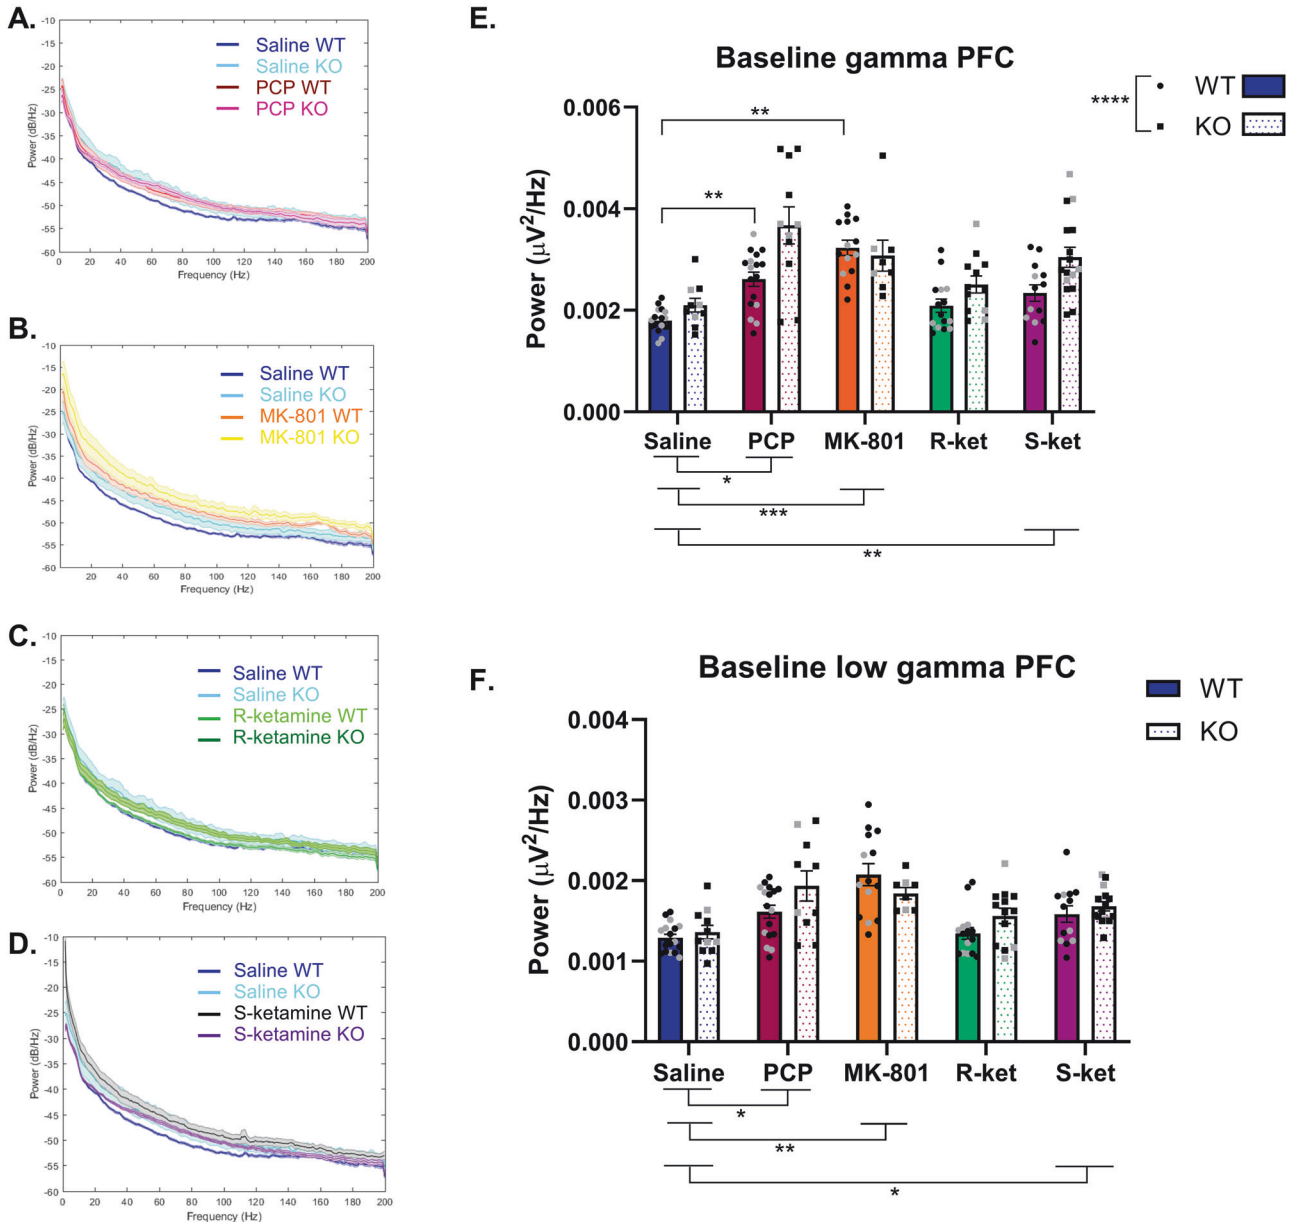 A.
-10
-15
-20
-25
-30
-35
-40
-45
-50
-55
-60
0 20 40 60 80 100 120 140 160 180 200
Power (dB/Hz)
Frequency (Hz)
Saline WT
Saline KO
PCP WT
PCP KO
B.
-10
-15
-20
-25
-30
-35
-40
-45
-50
-55
-60
20 40 60 80 100 120 140 160 180 200
Power (dB/Hz)
Frequency (Hz)
Saline WT
Saline KO
MK-801 WT
MK-801 KO
C.
-10
-15
-20
-25
-30
-35
-40
-45
-50
-55
-60
0 20 40 60 80 100 120 140 160 180 200
Power (dB/Hz)
Frequency (Hz)
Saline WT
Saline KO
R-ketamine WT
R-ketamine KO
D.
-10
-15
-20
-25
-30
-35
-40
-45
-50
-55
-60
0 20 40 60 80 100 120 140 160 180 200
Power (dB/Hz)
Frequency (Hz)
Saline WT
Saline KO
S-ketamine WT
S-ketamine KO
E.
Baseline gamma PFC
**** WT
KO
0.006
0.004
0.002
0.000
Power (μV²/Hz)
**
**
Saline PCP MK-801 R-ket S-ket
*
***
**
F.
Baseline low gamma PFC
WT
KO
0.004
0.003
0.002
0.001
0.000
Power (μV²/Hz)
Saline PCP MK-801 R-ket S-ket
*
**
*